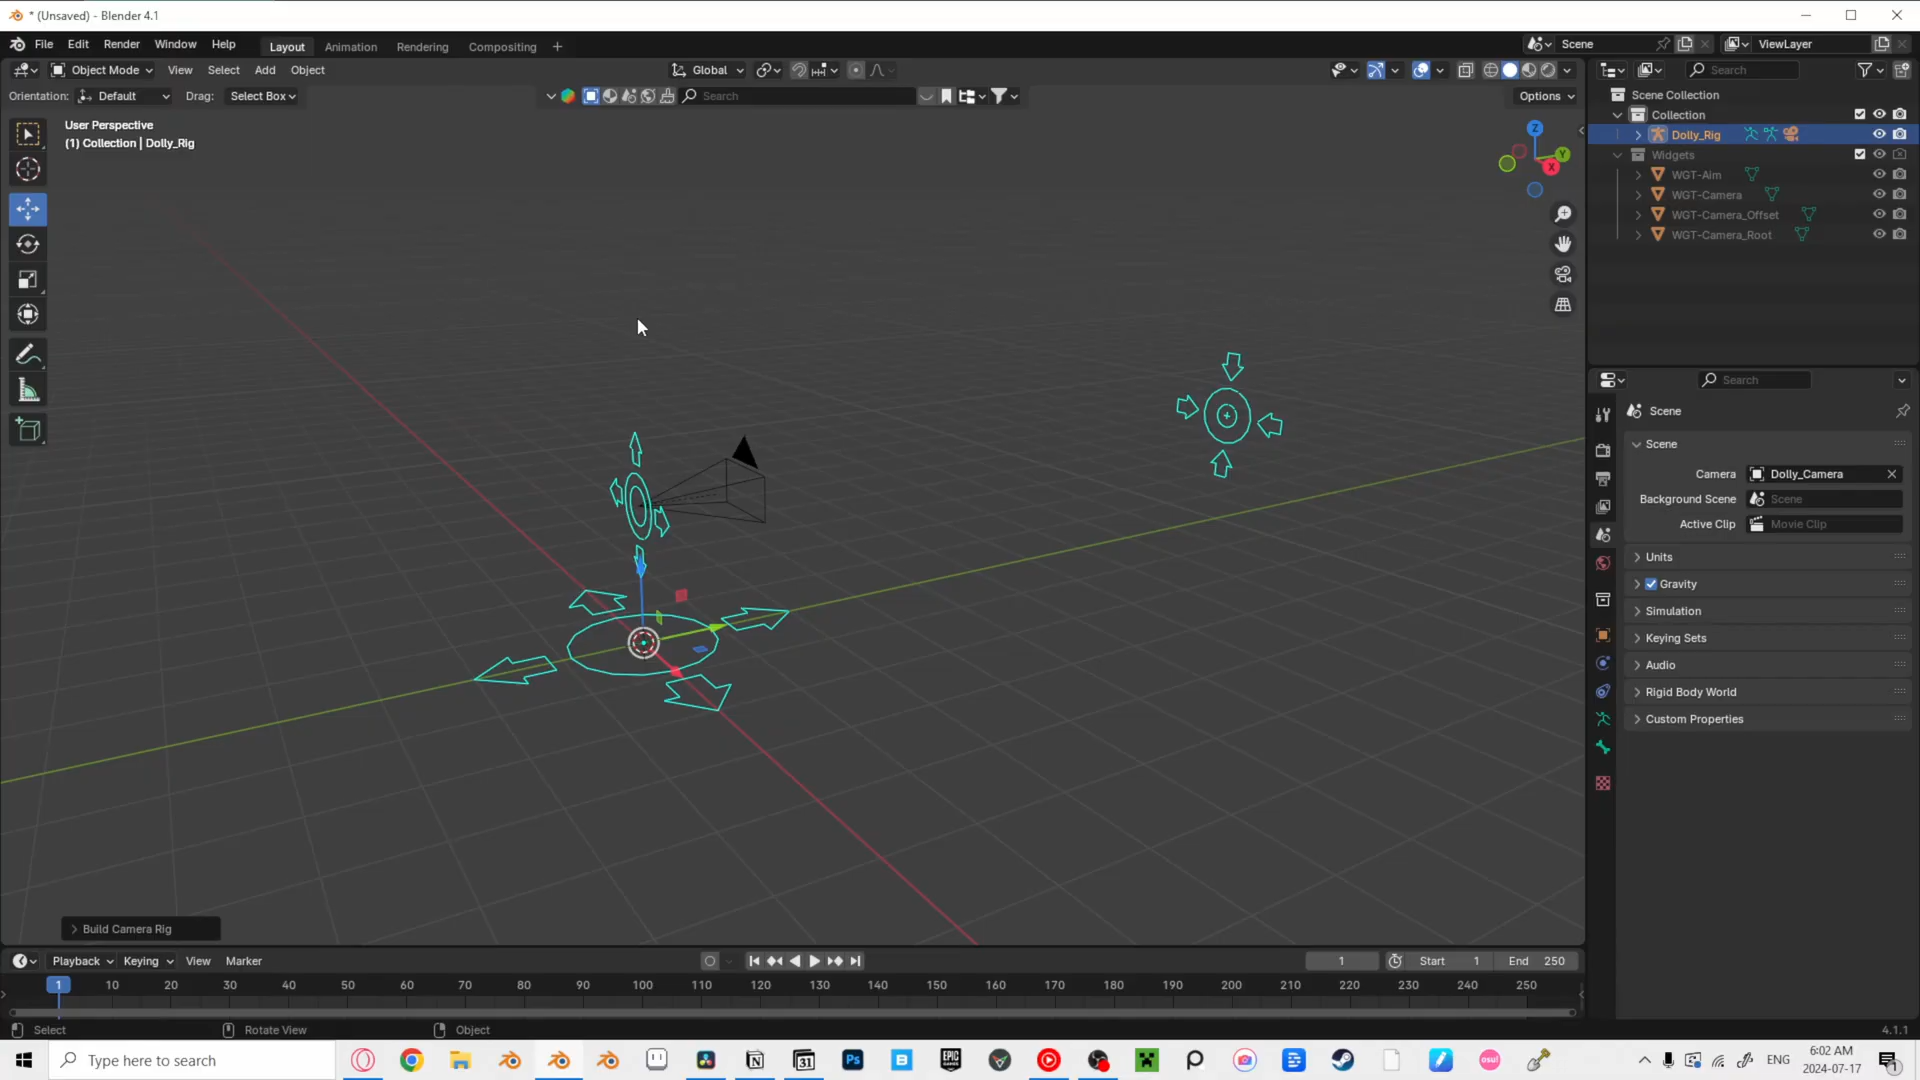 * (Unsaved) - Blender 4.1
File Edit Render Window Help Layout Animation Rendering Compositing + Scene ViewLayer
Object Mode View Select Add Object Global Search
Orientation: Default Drag: Select Box Search Options
User Perspective
(1) Collection | Dolly_Rig
Z
Y
X
Scene Collection
Collection
Dolly_Rig
Widgets
WGT-Aim
WGT-Camera
WGT-Camera_Offset
WGT-Camera_Root
Search
Scene
Scene
Camera Dolly_Camera
Background Scene Scene
Active Clip Movie Clip
Units
Gravity
Simulation
Keying Sets
Audio
Rigid Body World
Custom Properties
Build Camera Rig
Playback Keying View Marker 1 Start 1 End 250
1 10 20 30 40 50 60 70 80 90 100 110 120 130 140 150 160 170 180 190 200 210 220 230 240 250
Select Rotate View Object 4.1.1
Type here to search 31 Ps B EPIC GAMES P osu! ENG 6:02 AM
2024-07-17 1